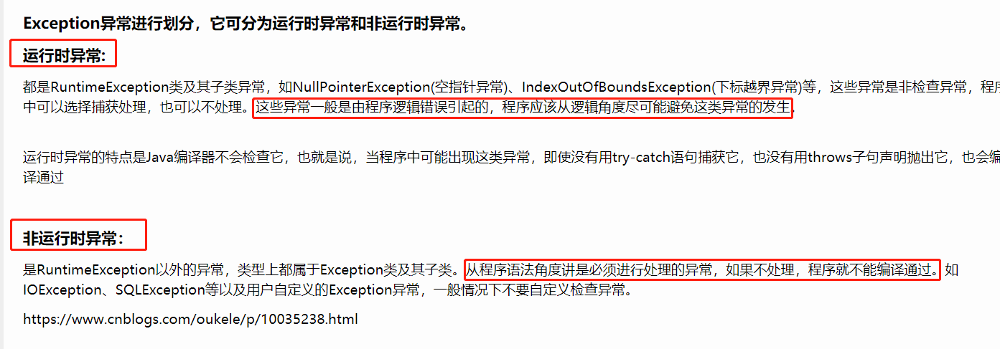 Exception异常进行划分，它可分为运行时异常和非运行时异常。
运行时异常:
都是RuntimeException类及其子类异常，如NullPointerException(空指针异常)、IndexOutOfBoundsException(下标越界异常)等，这些异常是非检查异常，程序
中可以选择捕获处理，也可以不处理。这些异常一般是由程序逻辑错误引起的，程序应该从逻辑角度尽可能避免这类异常的发生。
运行时异常的特点是Java编译器不会检查它，也就是说，当程序中可能出现这类异常，即使没有用try-catch语句捕获它，也没有用throws子句声明抛出它，也会编
译通过
非运行时异常：
是RuntimeException以外的异常，类型上都属于Exception类及其子类。从程序语法角度讲是必须进行处理的异常，如果不处理，程序就不能编译通过。如
IOException、SQLException等以及用户自定义的Exception异常，一般情况下不要自定义检查异常。
https://www.cnblogs.com/oukele/p/10035238.html